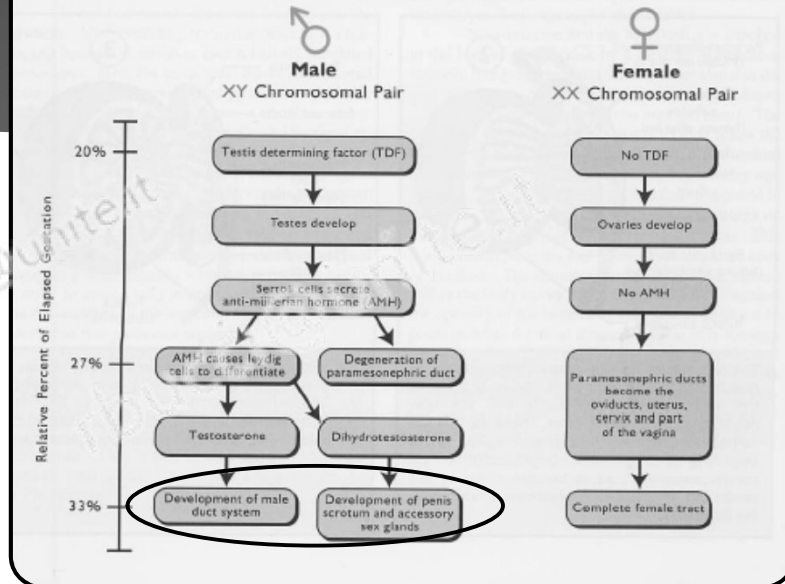 Male
XY Chromosomal Pair
Female
XX Chromosomal Pair
Relative Percent of Elapsed Gestation
20%
27%
33%
Testis determining factor (TDF)
Testes develop
Sertoli cells secrete
anti-müllerian hormone (AMH)
AMH causes leydig
cells to differentiate
Degeneration of
paramesonephric duct
Testosterone
Dihydrotestosterone
Development of male
duct system
Development of penis
scrotum and accessory
sex glands
No TDF
Ovaries develop
No AMH
Paramesonephric ducts
become the
oviducts, uterus,
cervix and part
of the vagina
Complete female tract